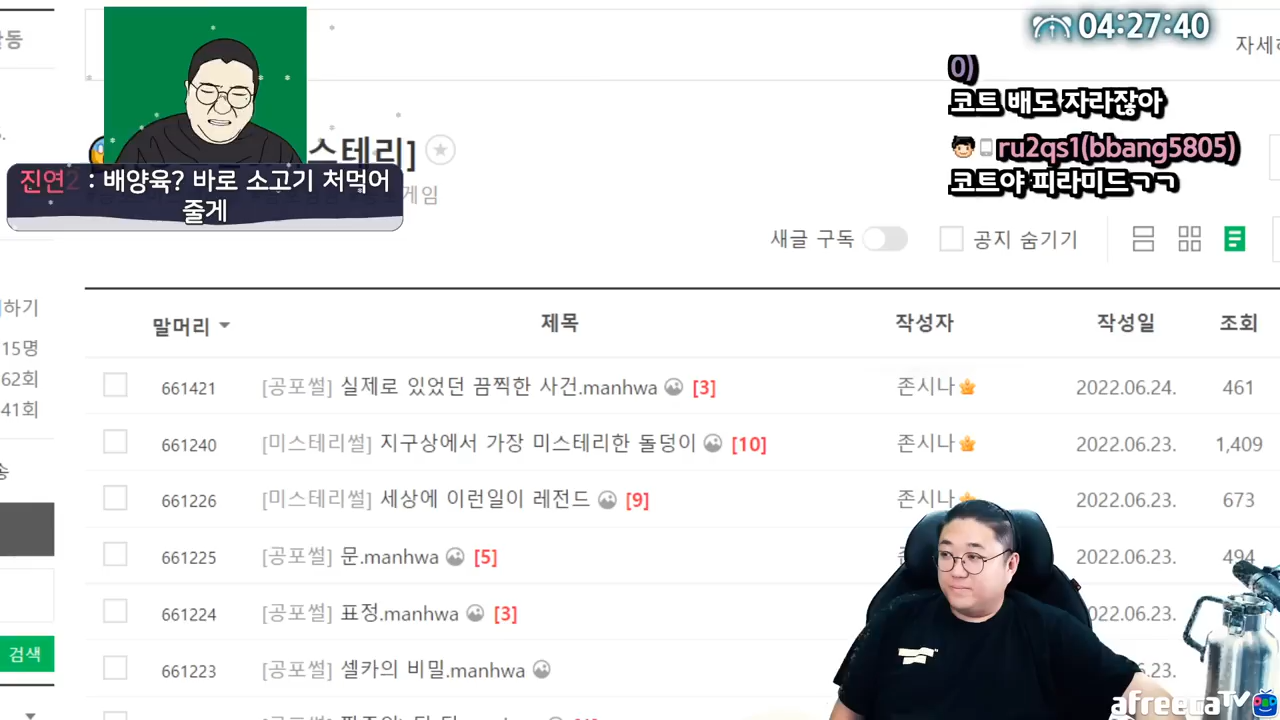 04:27:40
자세히
0)
코트 배도 자라잖아
ru2qs1(bbang5805)
코트야 피라미드ㄱㄱ
스테리]
게임
진연2 : 배양육? 바로 소고기 처먹어
줄게
새글 구독
공지 숨기기
하기
15명
62회
41회
검색
말머리 제목 작성자 작성일 조회
661421 [공포썰] 실제로 있었던 끔찍한 사건.manhwa [3] 존시나 2022.06.24. 461
661240 [미스테리썰] 지구상에서 가장 미스테리한 돌덩이 [10] 존시나 2022.06.23. 1,409
661226 [미스테리썰] 세상에 이런일이 레전드 [9] 존시나 2022.06.23. 673
661225 [공포썰] 문.manhwa [5] 2022.06.23. 494
661224 [공포썰] 표정.manhwa [3] 022.06.23.
661223 [공포썰] 셀카의 비밀.manhwa .23.
afreecaTV